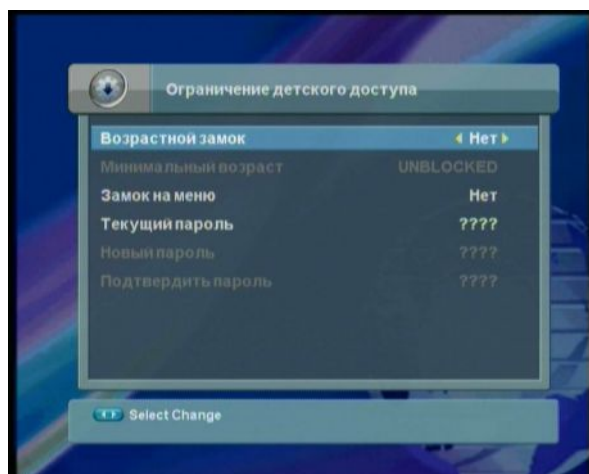 Ограничение детского доступа
Возрастной замок Нет
Минимальный возраст UNBLOCKED
Замок на меню Нет
Текущий пароль ????
Новый пароль ????
Подтвердить пароль ????
Select Change